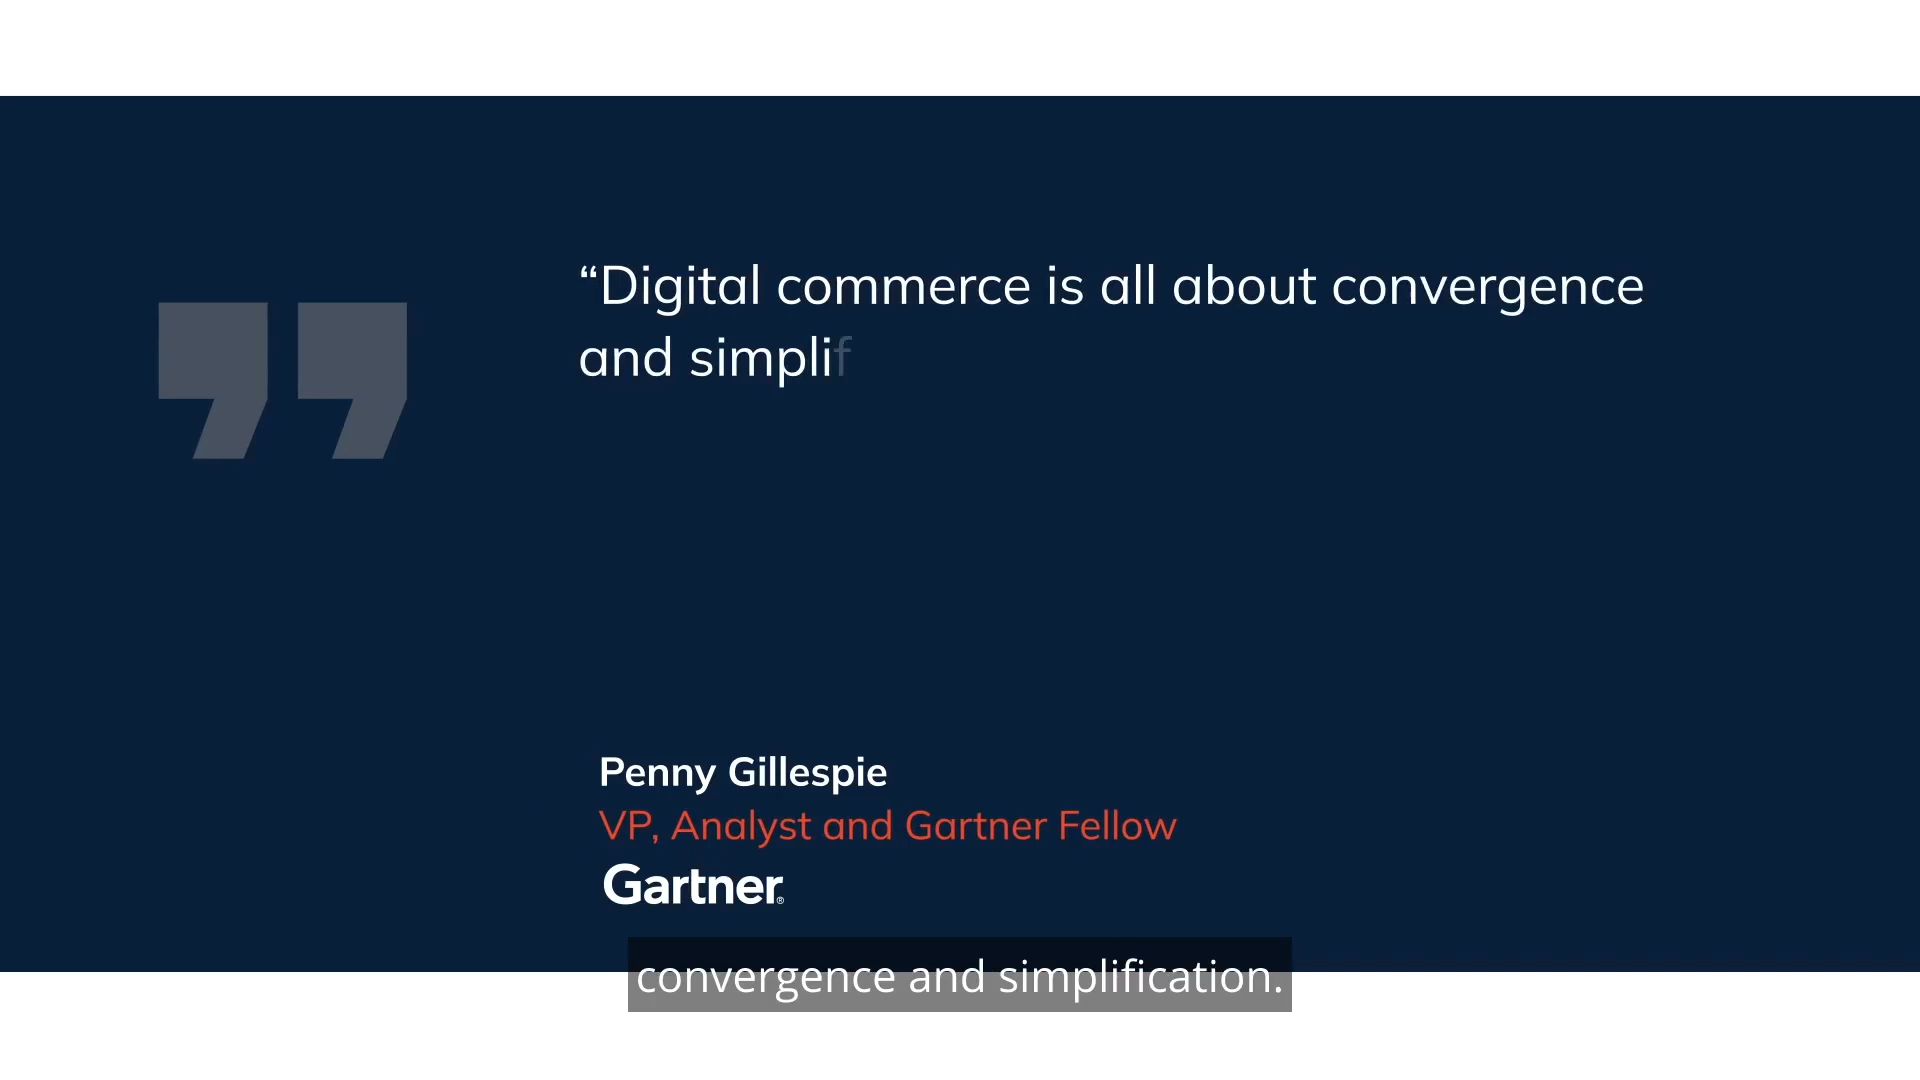 “Digital commerce is all about convergence
and simplif
Penny Gillespie
VP, Analyst and Gartner Fellow
Gartner®
convergence and simplification.